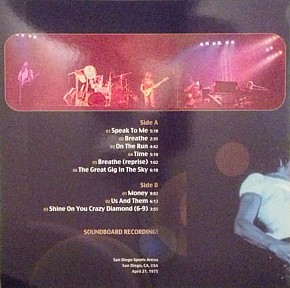 Side A
01 Speak To Me 5:18
02 Breathe 2:35
03 On The Run 4:42
04 Time 5:10
05 Breathe (reprise) 1:02
06 The Great Gig In The Sky 6:19
Side B
01 Money 9:02
02 Us And Them 6:13
03 Shine On You Crazy Diamond (6-9) 3:55
SOUNDBOARD RECORDING!
San Diego Sports Arena
San Diego, CA, USA
April 21, 1975